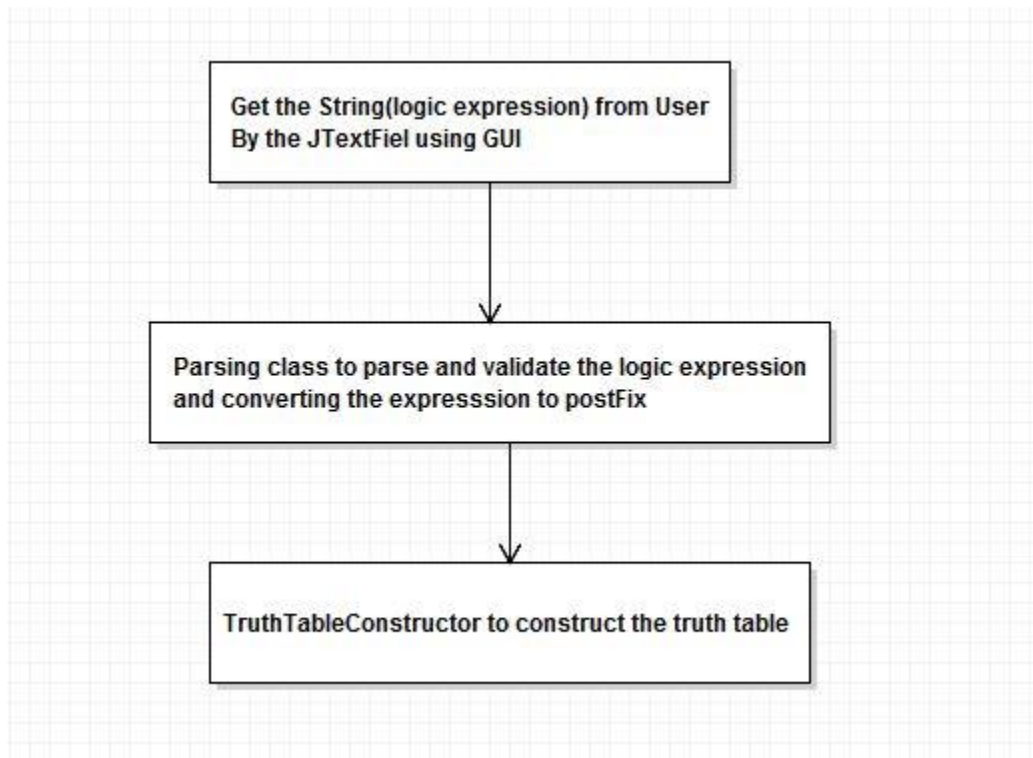 Get the String(logic expression) from User
By the JTextFiel using GUI
Parsing class to parse and validate the logic expression
and converting the expresssion to postFix
TruthTableConstructor to construct the truth table